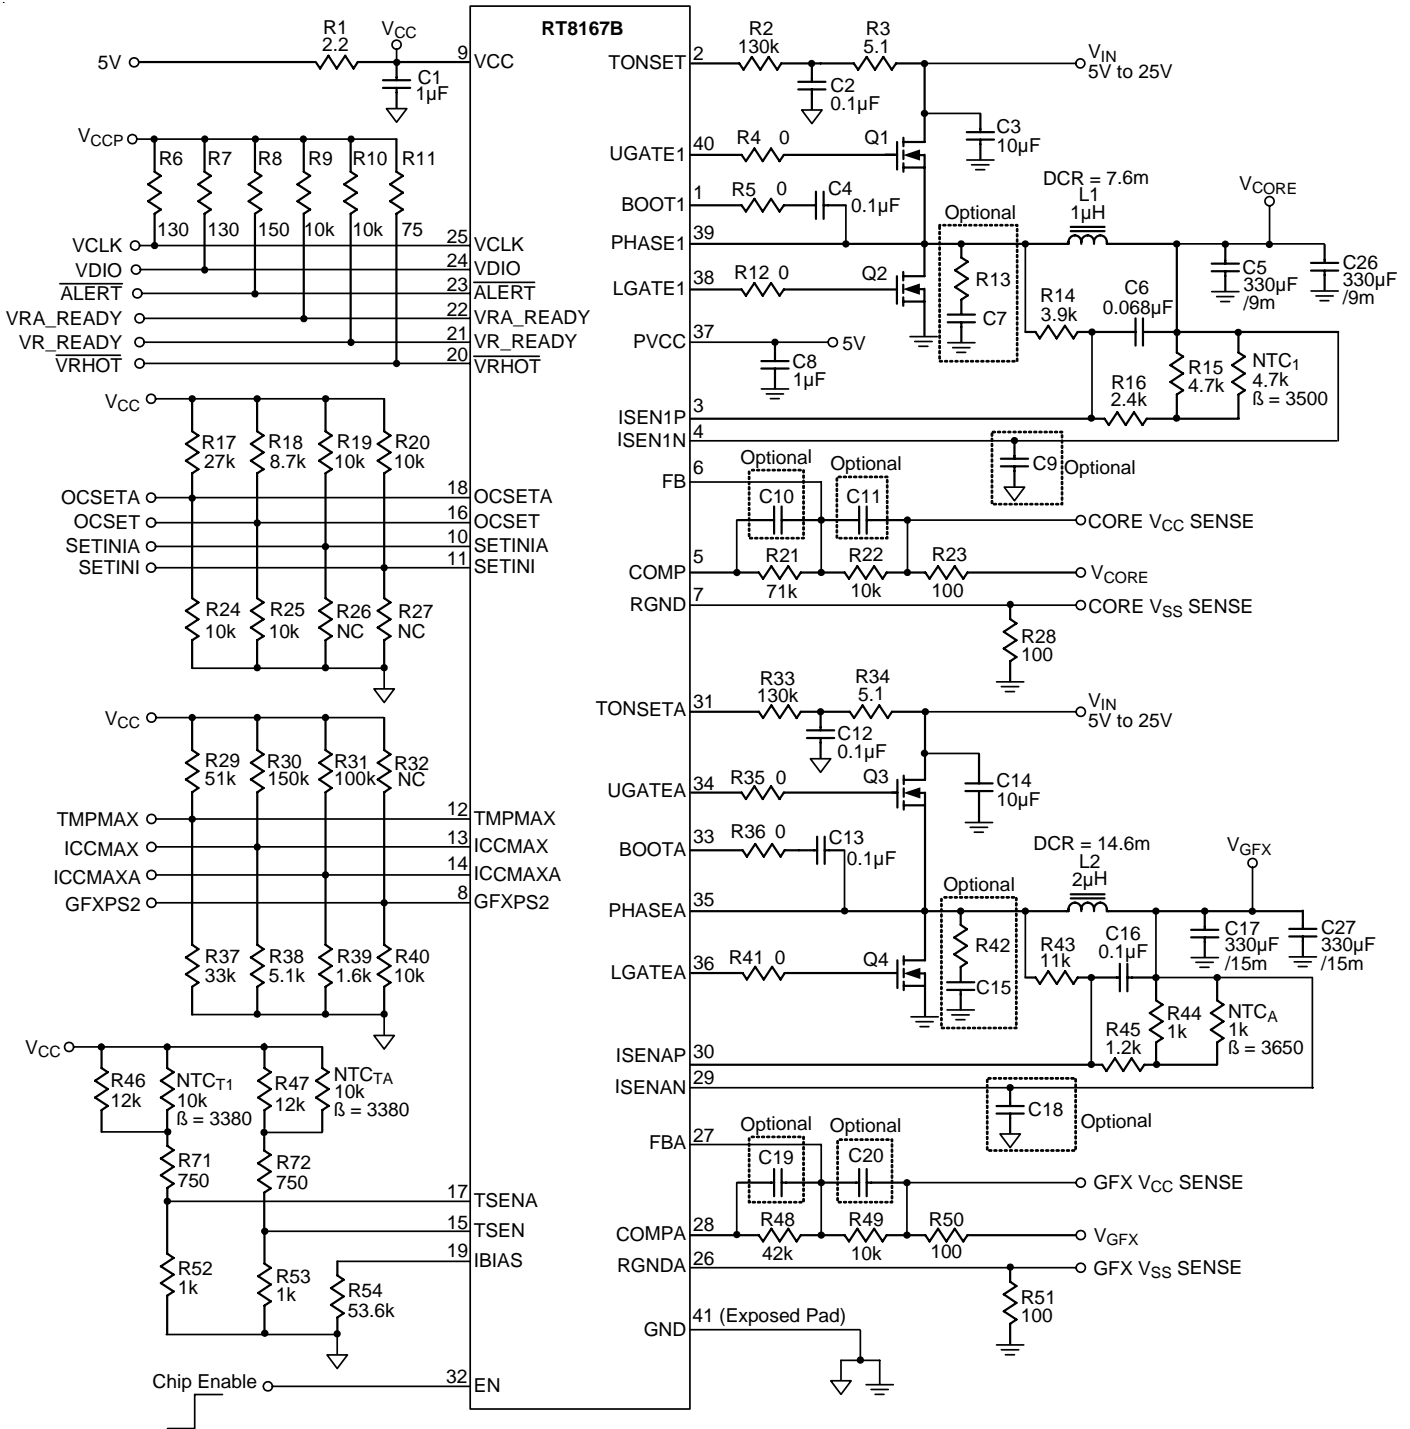 RT8167B
5V
R1
2.2
VCC
C1
1µF
9
VCC
VCCP
R6
R7
R8
R9
R10
R11
130
130
150
10k
10k
75
VCLK
25
VCLK
VDIO
24
VDIO
ALERT
23
ALERT
VRA_READY
22
VRA_READY
VR_READY
21
VR_READY
VRHOT
20
VRHOT
VCC
R17
27k
R18
8.7k
R19
10k
R20
10k
OCSETA
18
OCSETA
OCSET
16
OCSET
SETINIA
10
SETINIA
SETINI
11
SETINI
R24
10k
R25
10k
R26
NC
R27
NC
VCC
R29
51k
R30
150k
R31
100k
R32
NC
TMPMAX
12
TMPMAX
ICCMAX
13
ICCMAX
ICCMAXA
14
ICCMAXA
GFXPS2
8
GFXPS2
R37
33k
R38
5.1k
R39
1.6k
R40
10k
VCC
R46
12k
NTCT1
10k
ß = 3380
R47
12k
NTCTA
10k
ß = 3380
R71
750
R72
750
17
TSENA
15
TSEN
19
IBIAS
R52
1k
R53
1k
R54
53.6k
Chip Enable
32
EN
TONSET
2
R2
130k
R3
5.1
C2
0.1µF
VIN
5V to 25V
C3
10µF
UGATE1
40
R4 0
Q1
BOOT1
1
R5 0
C4
0.1µF
PHASE1
39
Optional
R13
C7
DCR = 7.6m
L1
1µH
VCORE
C5
330µF
/9m
C26
330µF
/9m
LGATE1
38
R12 0
Q2
R14
3.9k
C6
0.068µF
PVCC
37
5V
C8
1µF
R16
2.4k
R15
4.7k
NTC1
4.7k
ß = 3500
ISEN1P
3
ISEN1N
4
C9
Optional
FB
6
Optional
C10
Optional
C11
CORE VCC SENSE
COMP
5
R21
71k
R22
10k
R23
100
VCORE
RGND
7
CORE VSS SENSE
R28
100
TONSETA
31
R33
130k
R34
5.1
C12
0.1µF
VIN
5V to 25V
C14
10µF
UGATEA
34
R35 0
Q3
BOOTA
33
R36 0
C13
0.1µF
PHASEA
35
Optional
R42
C15
DCR = 14.6m
L2
2µH
VGFX
C17
330µF
/15m
C27
330µF
/15m
LGATEA
36
R41 0
Q4
R43
11k
C16
0.1µF
R45
1.2k
R44
1k
NTCA
1k
ß = 3650
ISENAP
30
ISENAN
29
C18
Optional
FBA
27
Optional
C19
Optional
C20
GFX VCC SENSE
COMPA
28
R48
42k
R49
10k
R50
100
VGFX
RGNDA
26
GFX VSS SENSE
R51
100
GND
41 (Exposed Pad)